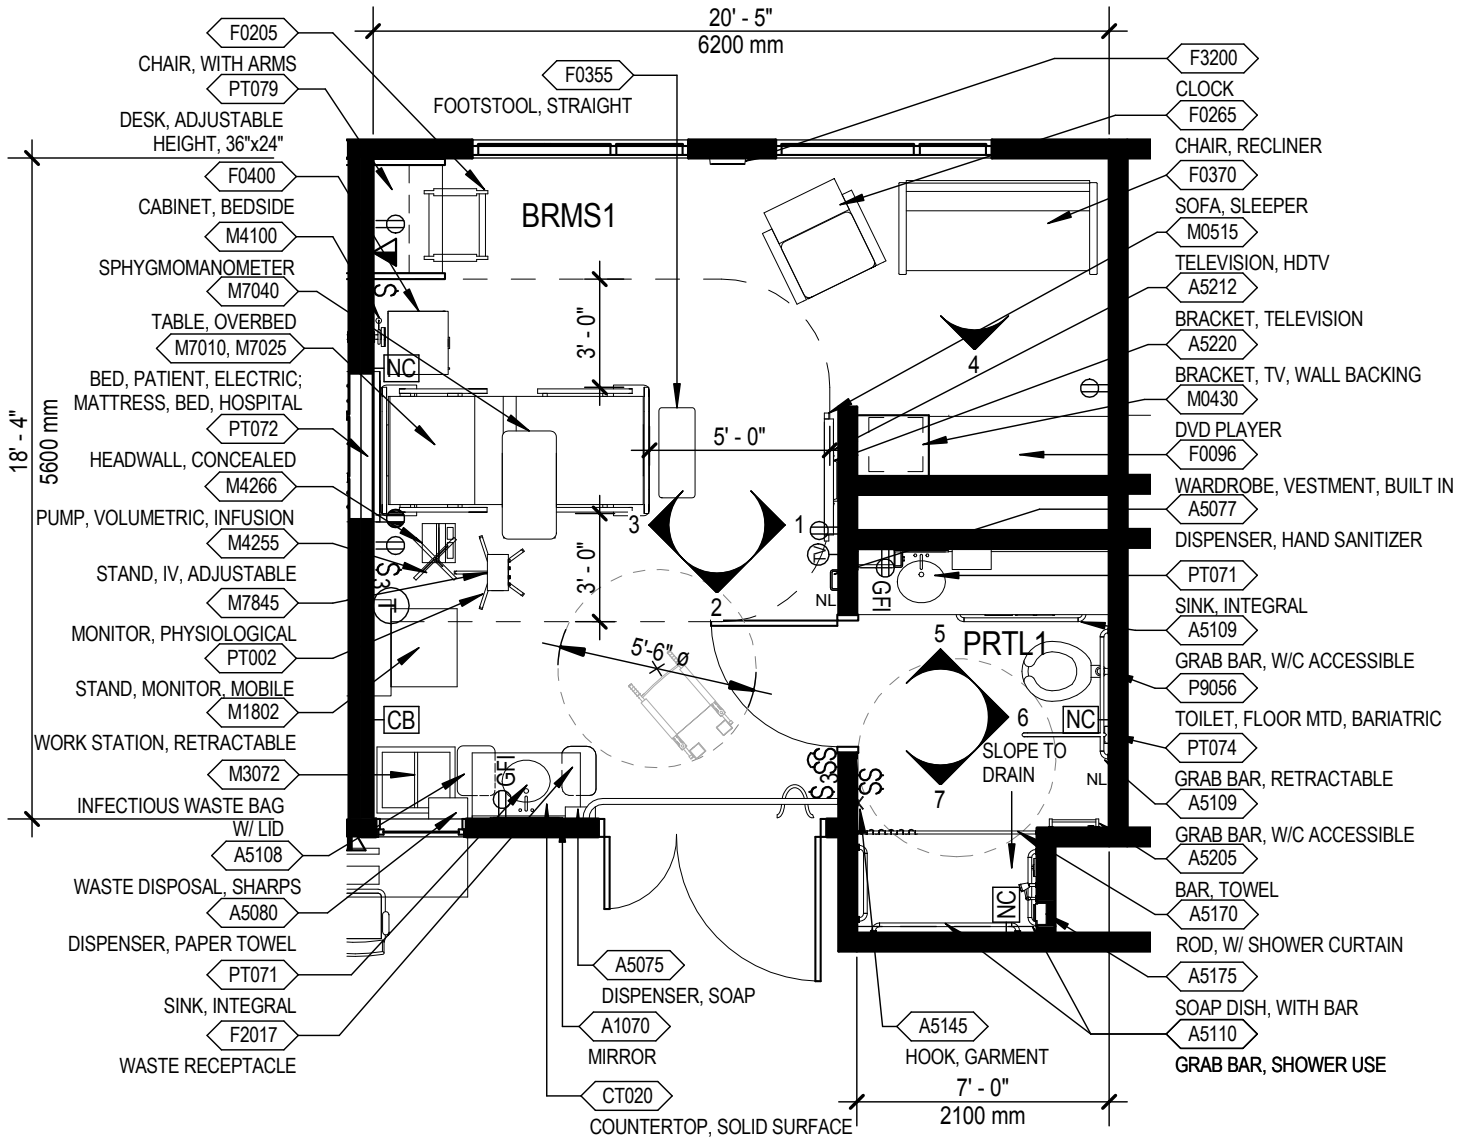 20' - 5"
6200 mm
F0205
CHAIR, WITH ARMS
PT079
DESK, ADJUSTABLE
HEIGHT, 36"x24"
F0400
CABINET, BEDSIDE
M4100
SPHYGMOMANOMETER
M7040
TABLE, OVERBED
M7010, M7025
BED, PATIENT, ELECTRIC;
MATTRESS, BED, HOSPITAL
PT072
HEADWALL, CONCEALED
M4266
PUMP, VOLUMETRIC, INFUSION
M4255
STAND, IV, ADJUSTABLE
M7845
MONITOR, PHYSIOLOGICAL
PT002
STAND, MONITOR, MOBILE
M1802
WORK STATION, RETRACTABLE
M3072
INFECTIOUS WASTE BAG
W/ LID
A5108
WASTE DISPOSAL, SHARPS
A5080
DISPENSER, PAPER TOWEL
PT071
SINK, INTEGRAL
F2017
WASTE RECEPTACLE
18' - 4"
5600 mm
F0355
FOOTSTOOL, STRAIGHT
BRMS1
$
NC
3' - 0"
5' - 0"
3' - 0"
4
3
1
2
S3
T
5'-6" ø
CB
GFI
NL
GFI
PRTL1
5
6
7
NC
SLOPE TO
DRAIN
NL
NC
A5075
DISPENSER, SOAP
A1070
MIRROR
CT020
COUNTERTOP, SOLID SURFACE
A5145
HOOK, GARMENT
7' - 0"
2100 mm
F3200
CLOCK
F0265
CHAIR, RECLINER
F0370
SOFA, SLEEPER
M0515
TELEVISION, HDTV
A5212
BRACKET, TELEVISION
A5220
BRACKET, TV, WALL BACKING
M0430
DVD PLAYER
F0096
WARDROBE, VESTMENT, BUILT IN
A5077
DISPENSER, HAND SANITIZER
PT071
SINK, INTEGRAL
A5109
GRAB BAR, W/C ACCESSIBLE
P9056
TOILET, FLOOR MTD, BARIATRIC
PT074
GRAB BAR, RETRACTABLE
A5109
GRAB BAR, W/C ACCESSIBLE
A5205
BAR, TOWEL
A5170
ROD, W/ SHOWER CURTAIN
A5175
SOAP DISH, WITH BAR
A5110
GRAB BAR, SHOWER USE